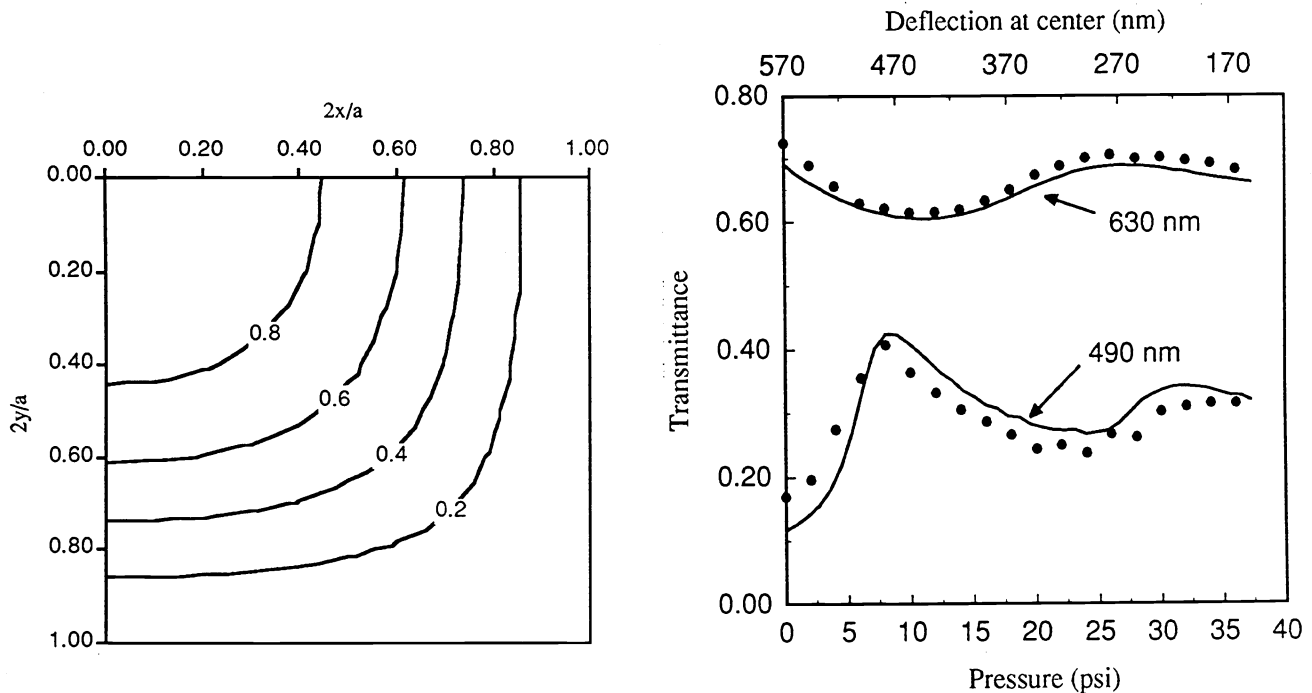 2x/a
0.00 0.20 0.40 0.60 0.80 1.00
0.00
0.20
0.40
0.60
0.80
1.00
2y/a
0.8
0.6
0.4
0.2
Deflection at center (nm)
570 470 370 270 170
0.80
0.60
0.40
0.20
0.00
Transmittance
630 nm
490 nm
0 5 10 15 20 25 30 35 40
Pressure (psi)